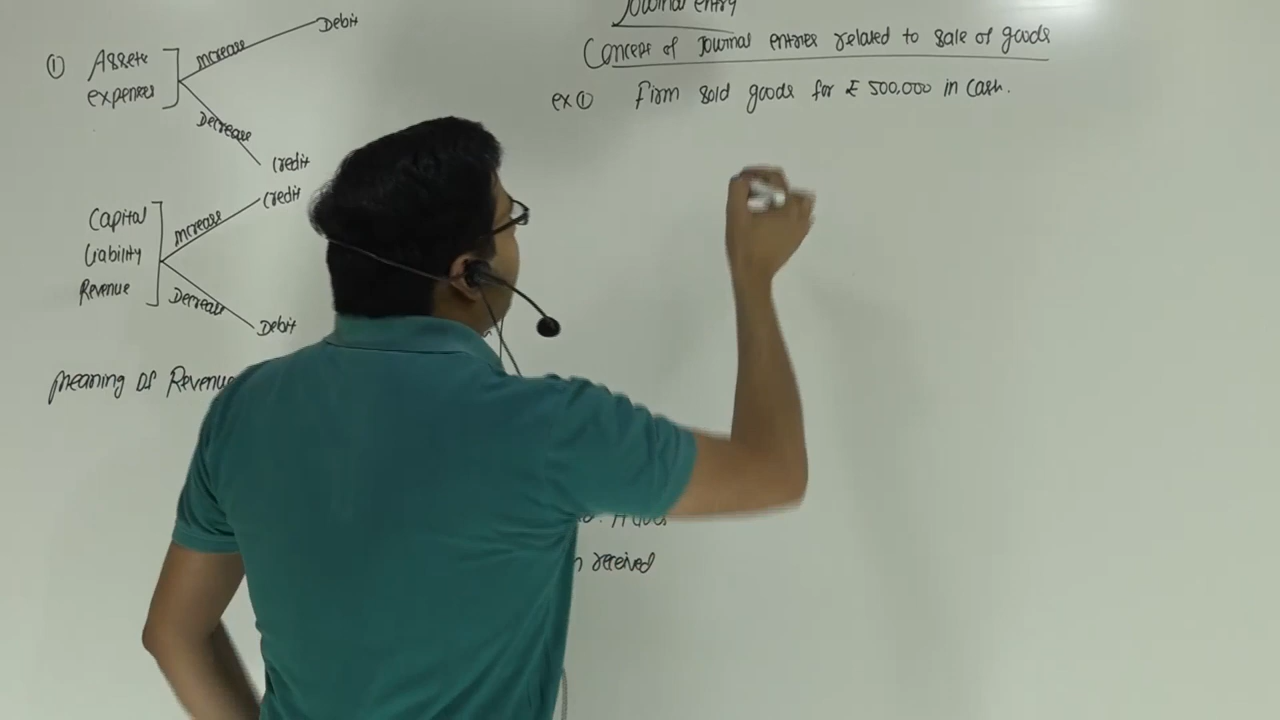 ① Assets
expenses
Increase
Debit
Decrease
Credit
Capital
Liability
Revenue
Increase
Credit
Decrease
Debit
Meaning of Revenue
Journal entry
Concept of Journal entries related to sale of goods
ex ① Firm sold goods for £ 500,000 in cash.
received